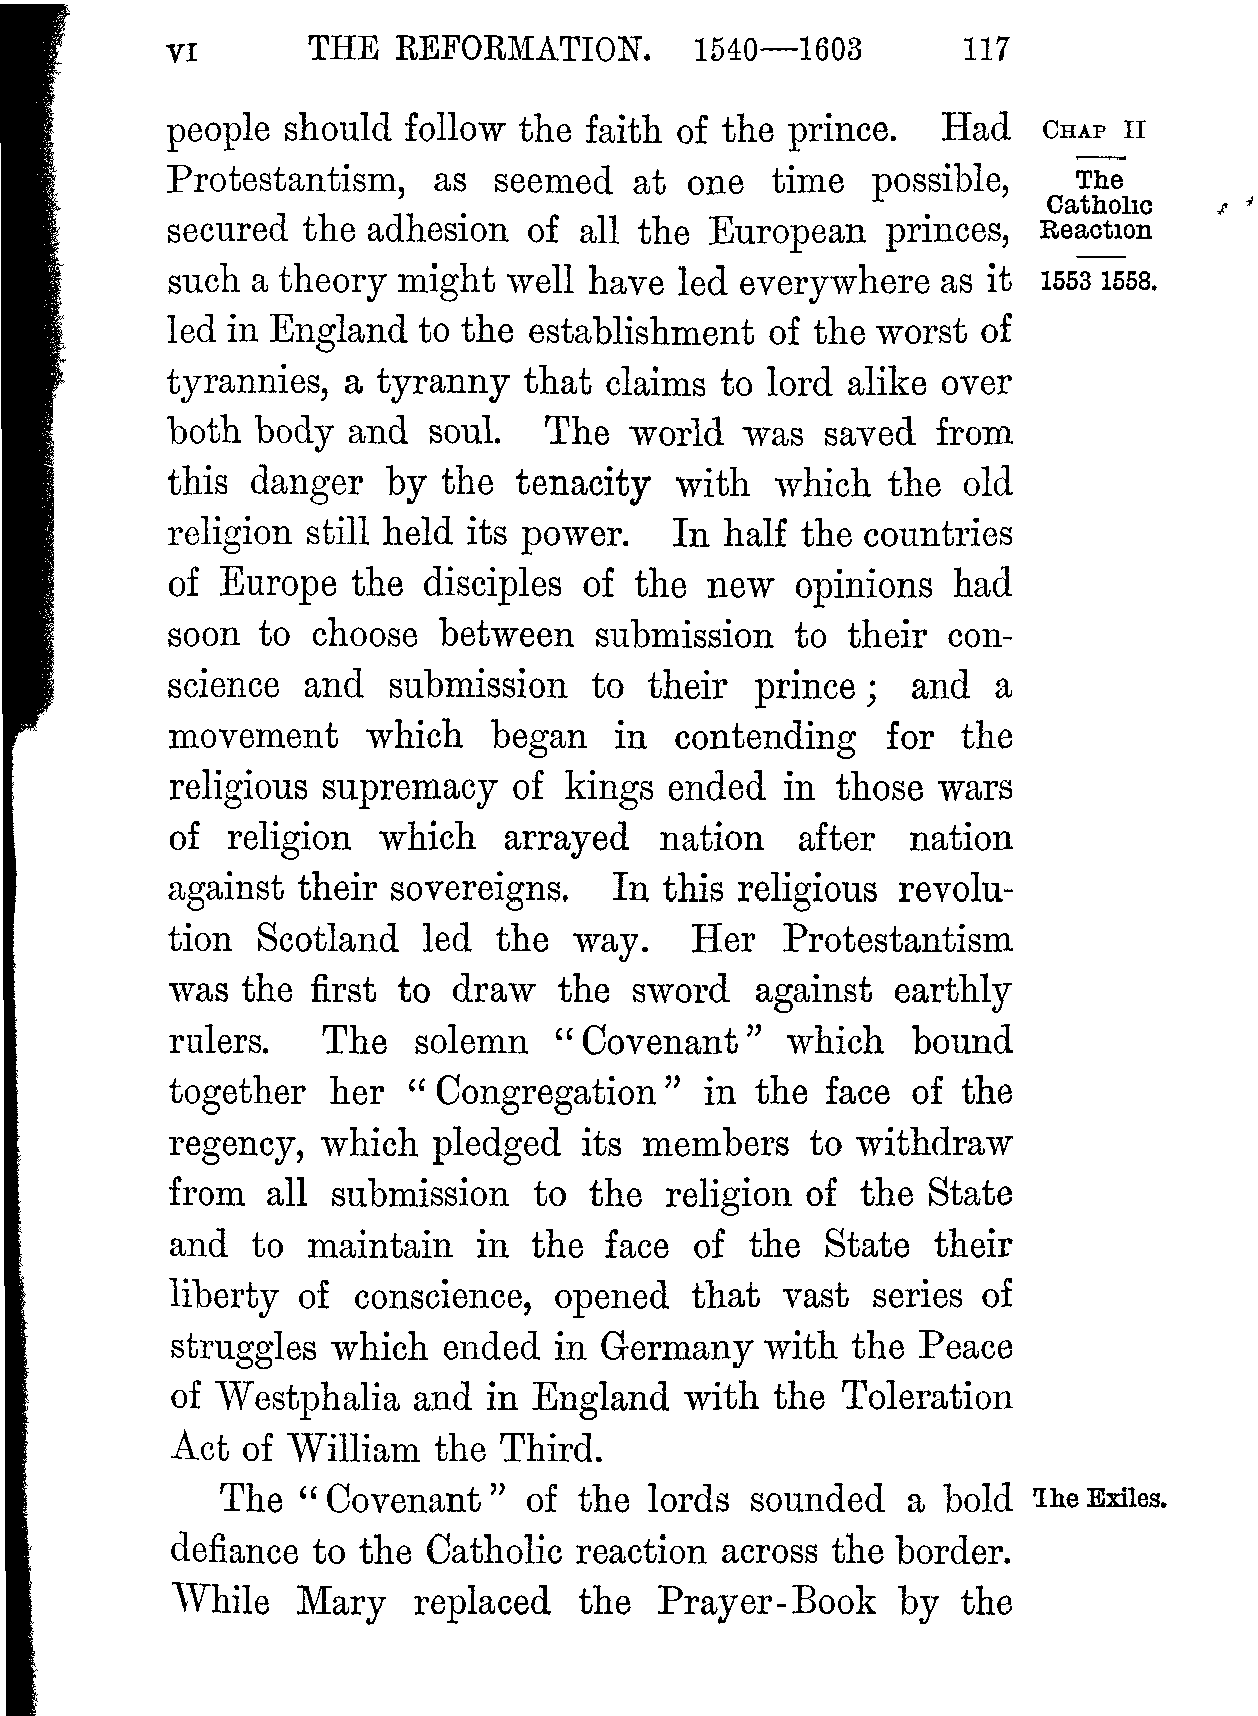 VI THE REFORMATION. 1540—1603 117
people should follow the faith of the prince. Had
Protestantism, as seemed at one time possible,
secured the adhesion of all the European princes,
such a theory might well have led everywhere as it
led in England to the establishment of the worst of
tyrannies, a tyranny that claims to lord alike over
both body and soul. The world was saved from
this danger by the tenacity with which the old
religion still held its power. In half the countries
of Europe the disciples of the new opinions had
soon to choose between submission to their con-
science and submission to their prince; and a
movement which began in contending for the
religious supremacy of kings ended in those wars
of religion which arrayed nation after nation
against their sovereigns. In this religious revolu-
tion Scotland led the way. Her Protestantism
was the first to draw the sword against earthly
rulers. The solemn "Covenant" which bound
together her "Congregation" in the face of the
regency, which pledged its members to withdraw
from all submission to the religion of the State
and to maintain in the face of the State their
liberty of conscience, opened that vast series of
struggles which ended in Germany with the Peace
of Westphalia and in England with the Toleration
Act of William the Third.
The "Covenant" of the lords sounded a bold
defiance to the Catholic reaction across the border.
While Mary replaced the Prayer-Book by the
CHAP II
The
Catholic
Reaction
1553 1558.
The Exiles.